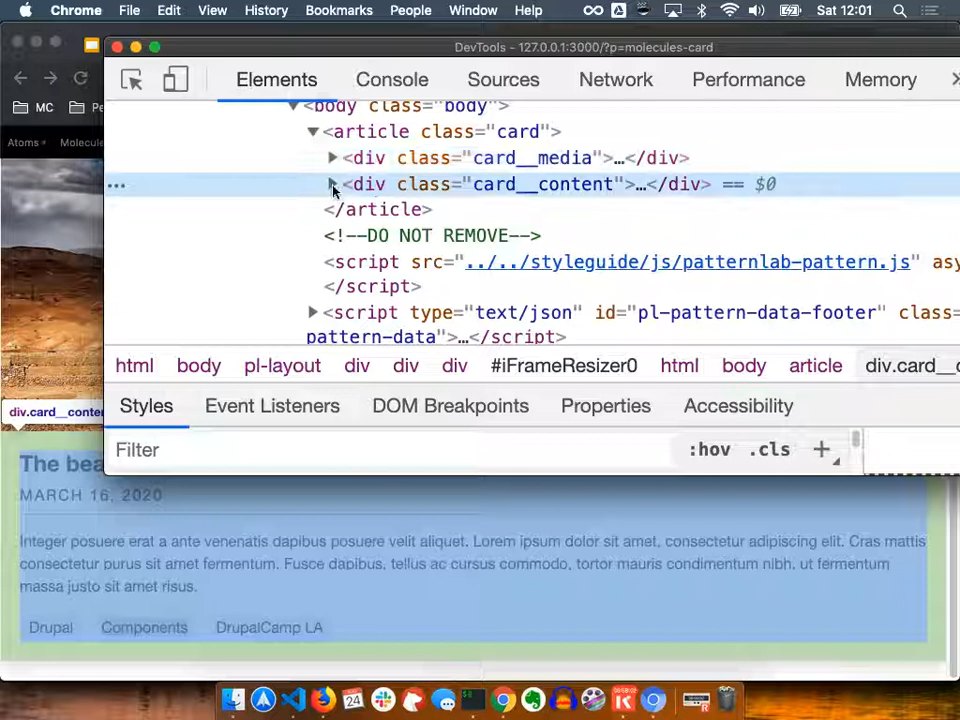 Chrome File Edit View History Bookmarks People Window Help Sat 12:01
DevTools - 127.0.0.1:3000/?p=molecules-card
Elements Console Sources Network Performance Memory
MC
Atoms
<body class="body">
<article class="card">
<div class="card__media">…</div>
<div class="card__content">…</div> == $0
</article>
<!--DO NOT REMOVE-->
<script src="../../styleguide/js/patternlab-pattern.js"
</script>
<script type="text/json" id="pl-pattern-data-footer" class=
pattern-data">…</script>
html body pl-layout div div div #iFrameResizer0 html body article
Styles Event Listeners DOM Breakpoints Properties Accessibility
Filter :hov .cls
The
MARCH 16, 2020
Integer posuere erat a ante venenatis dapibus posuere velit aliquet. Lorem ipsum dolor sit amet, consectetur adipiscing elit. Cras mattis
consectetur purus sit amet fermentum. Fusce dapibus, tellus ac cursus commodo, tortor mauris condimentum nibh, ut fermentum
massa justo sit amet risus.
Drupal Components DrupalCamp LA
24